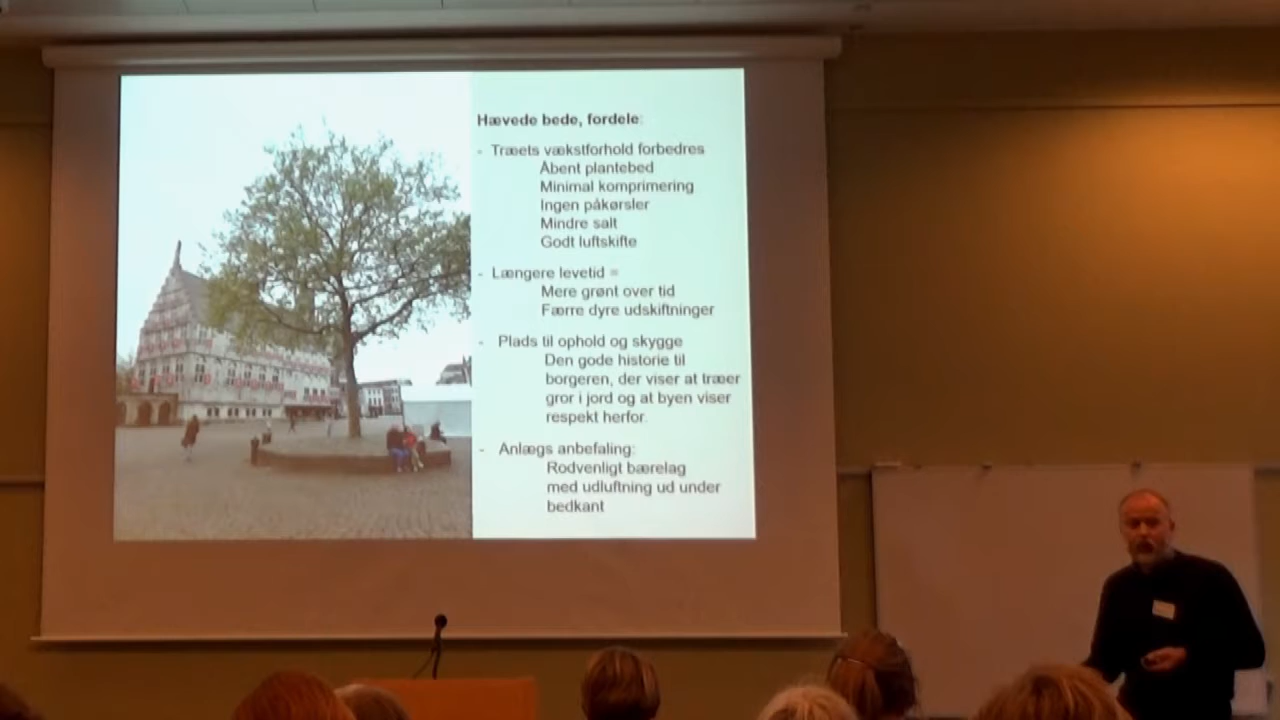 Hævede bede, fordele:
- Træets vækstforhold forbedres
Åbent plantebed
Minimal komprimering
Ingen påkørsler
Mindre salt
Godt luftskifte
- Længere levetid =
Mere grønt over tid
Færre dyre udskiftninger
- Plads til ophold og skygge
Den gode historie til
borgeren, der viser at træer
gror i jord og at byen viser
respekt herfor.
- Anlægs anbefaling:
Rodvenligt bærelag
med udluftning ud under
bedkant